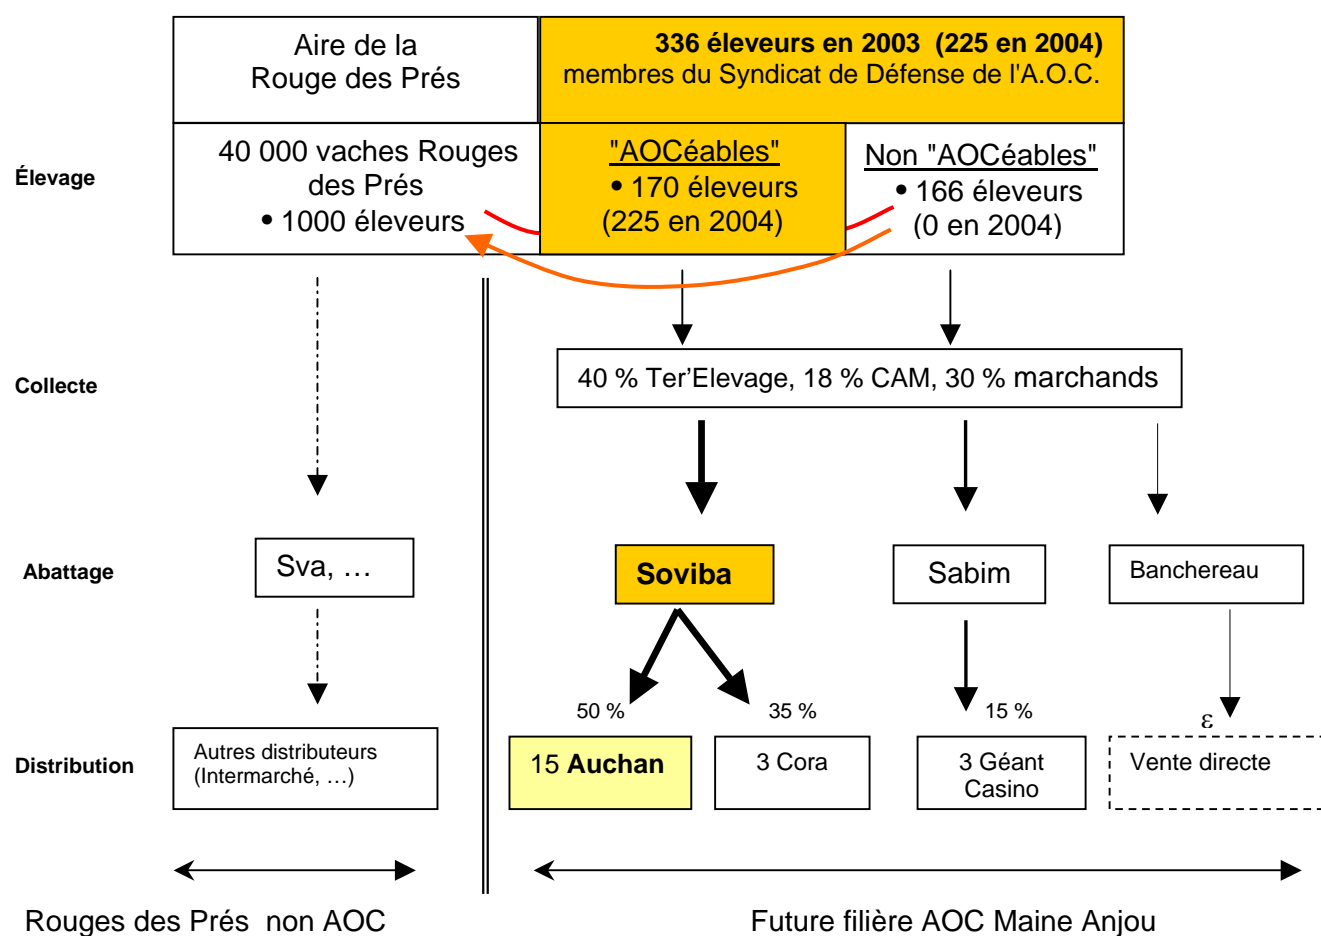 Aire de la
Rouge des Prés
336 éleveurs en 2003 (225 en 2004)
membres du Syndicat de Défense de l'A.O.C.
Élevage
40 000 vaches Rouges
des Prés
• 1000 éleveurs
"AOCéables"
• 170 éleveurs
(225 en 2004)
Non "AOCéables"
• 166 éleveurs
(0 en 2004)
Collecte
40 % Ter'Elevage, 18 % CAM, 30 % marchands
Abattage
Sva, …
Soviba
Sabim
Banchereau
50 %
35 %
15 %
ε
Distribution
Autres distributeurs
(Intermarché, …)
15 Auchan
3 Cora
3 Géant
Casino
Vente directe
Rouges des Prés non AOC
Future filière AOC Maine Anjou